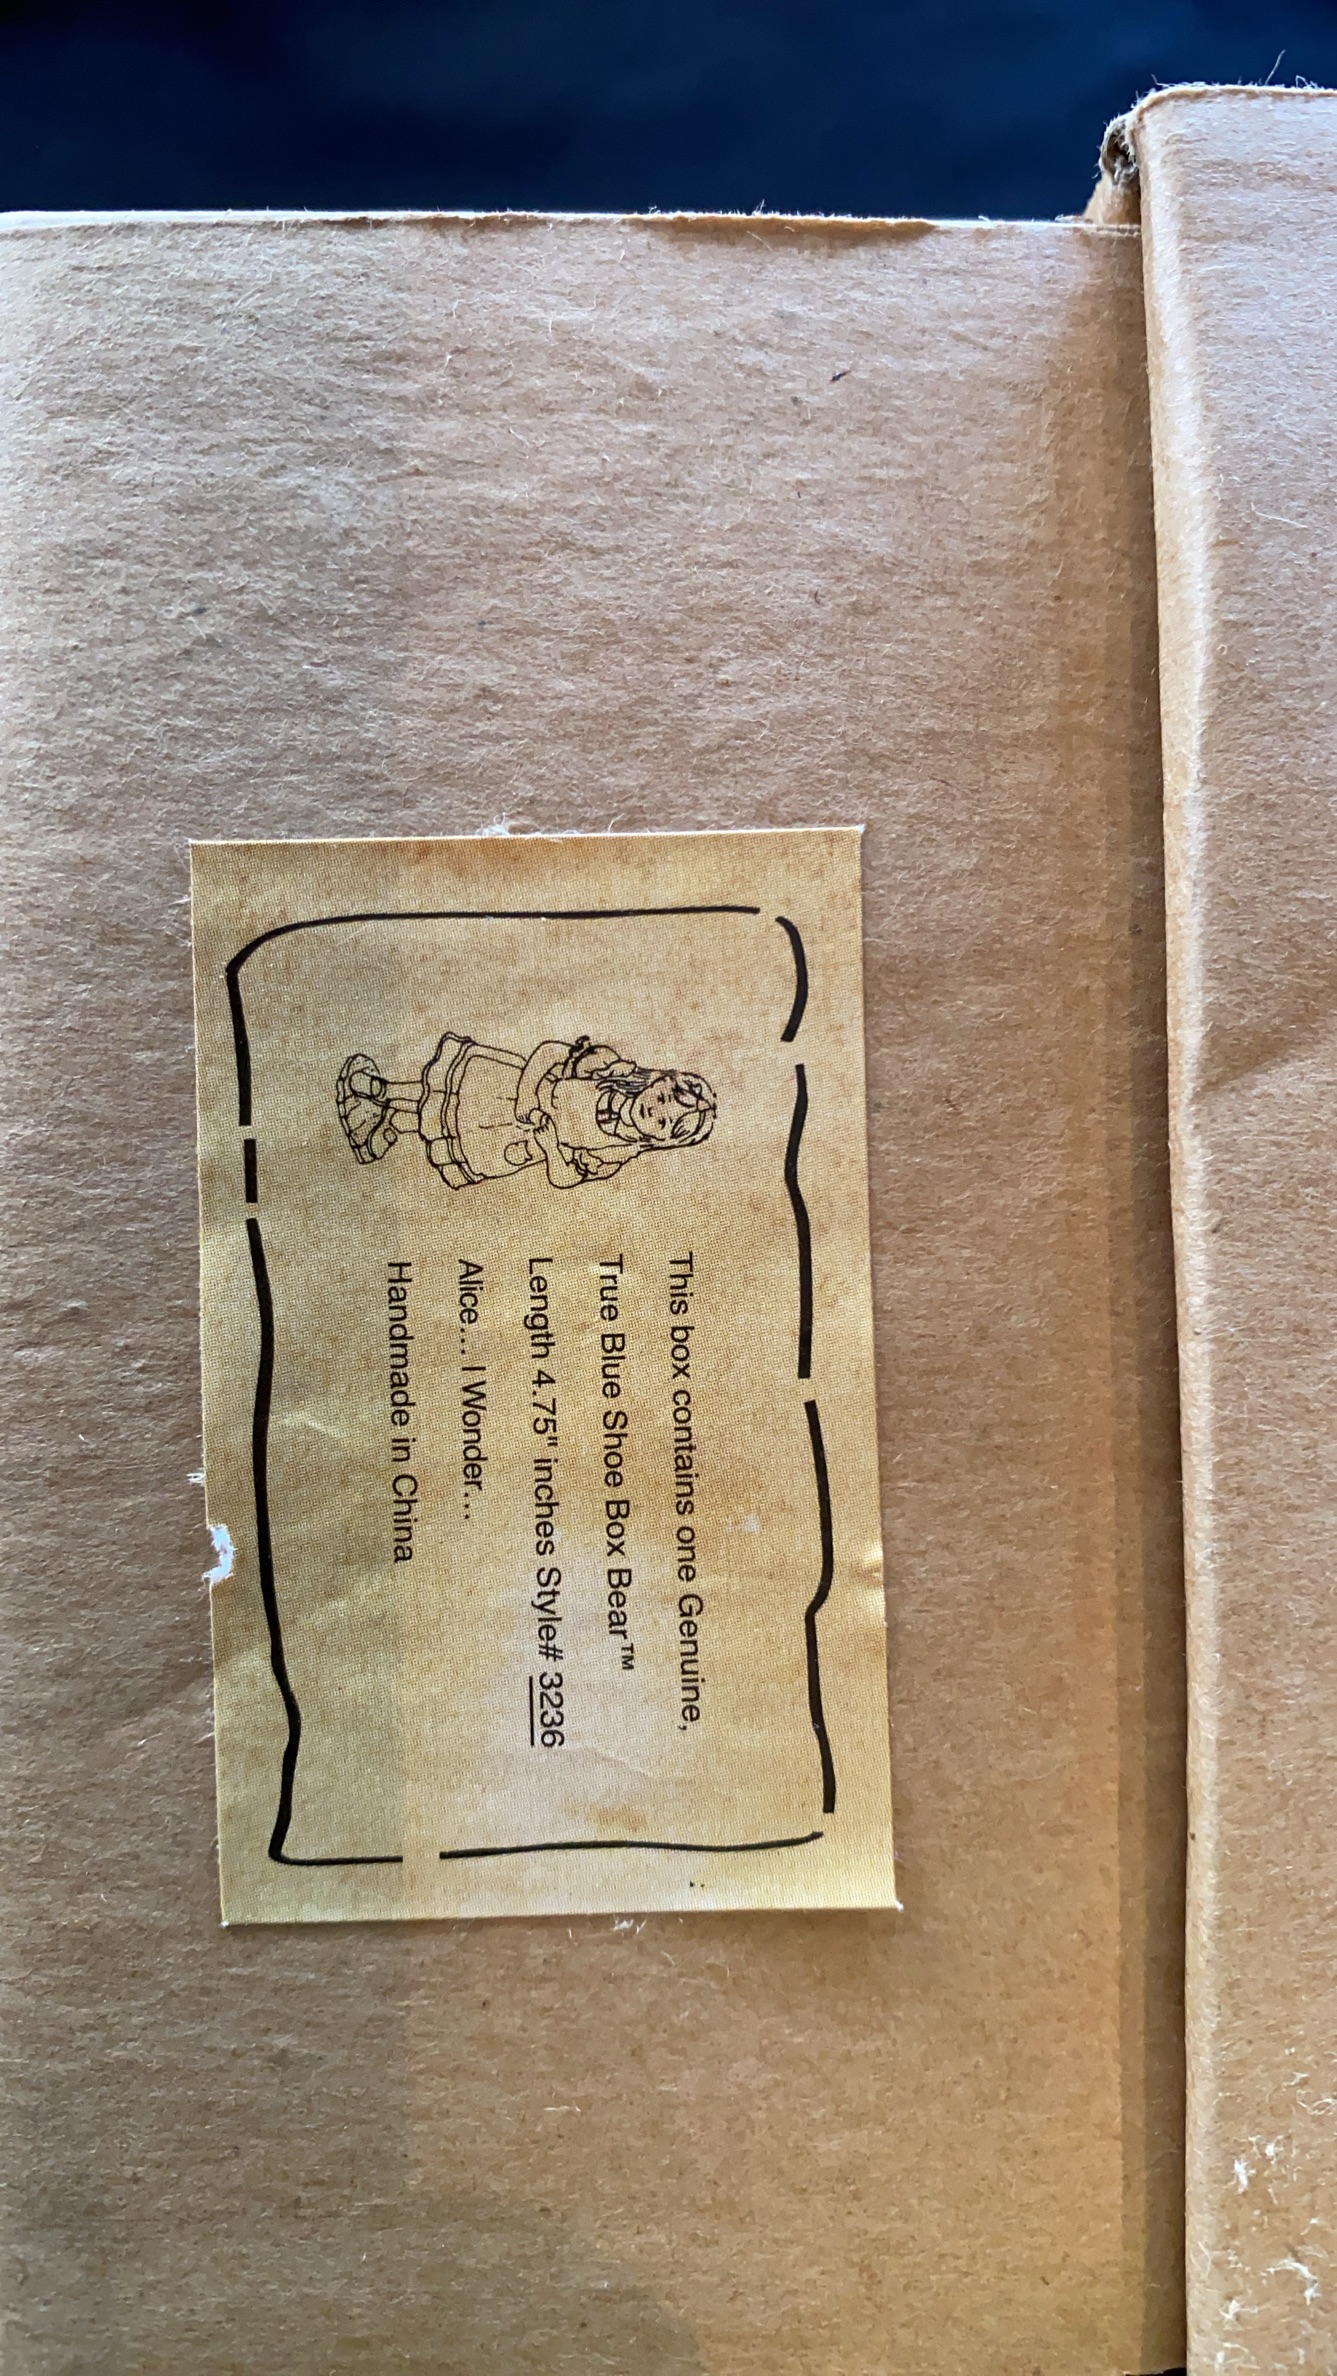 This box contains one Genuine,
True Blue Shoe Box Bear™
Length 4.75" inches Style# 3236
Alice... I Wonder...
Handmade in China